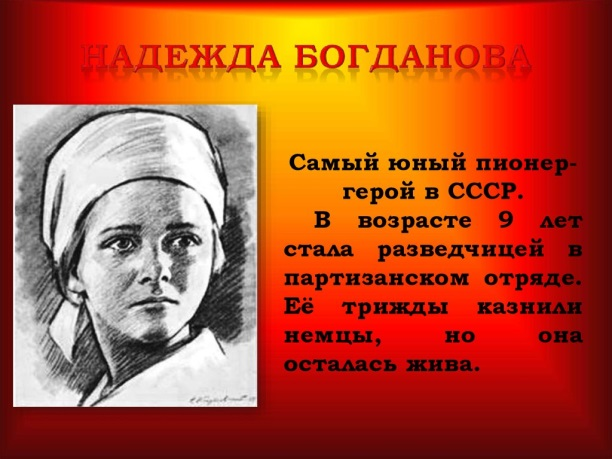 НАДЕЖДА БОГДАНОВА
Самый юный пионер-
герой в СССР.
В возрасте 9 лет
стала разведчицей в
партизанском отряде.
Её трижды казнили
немцы, но она
осталась жива.